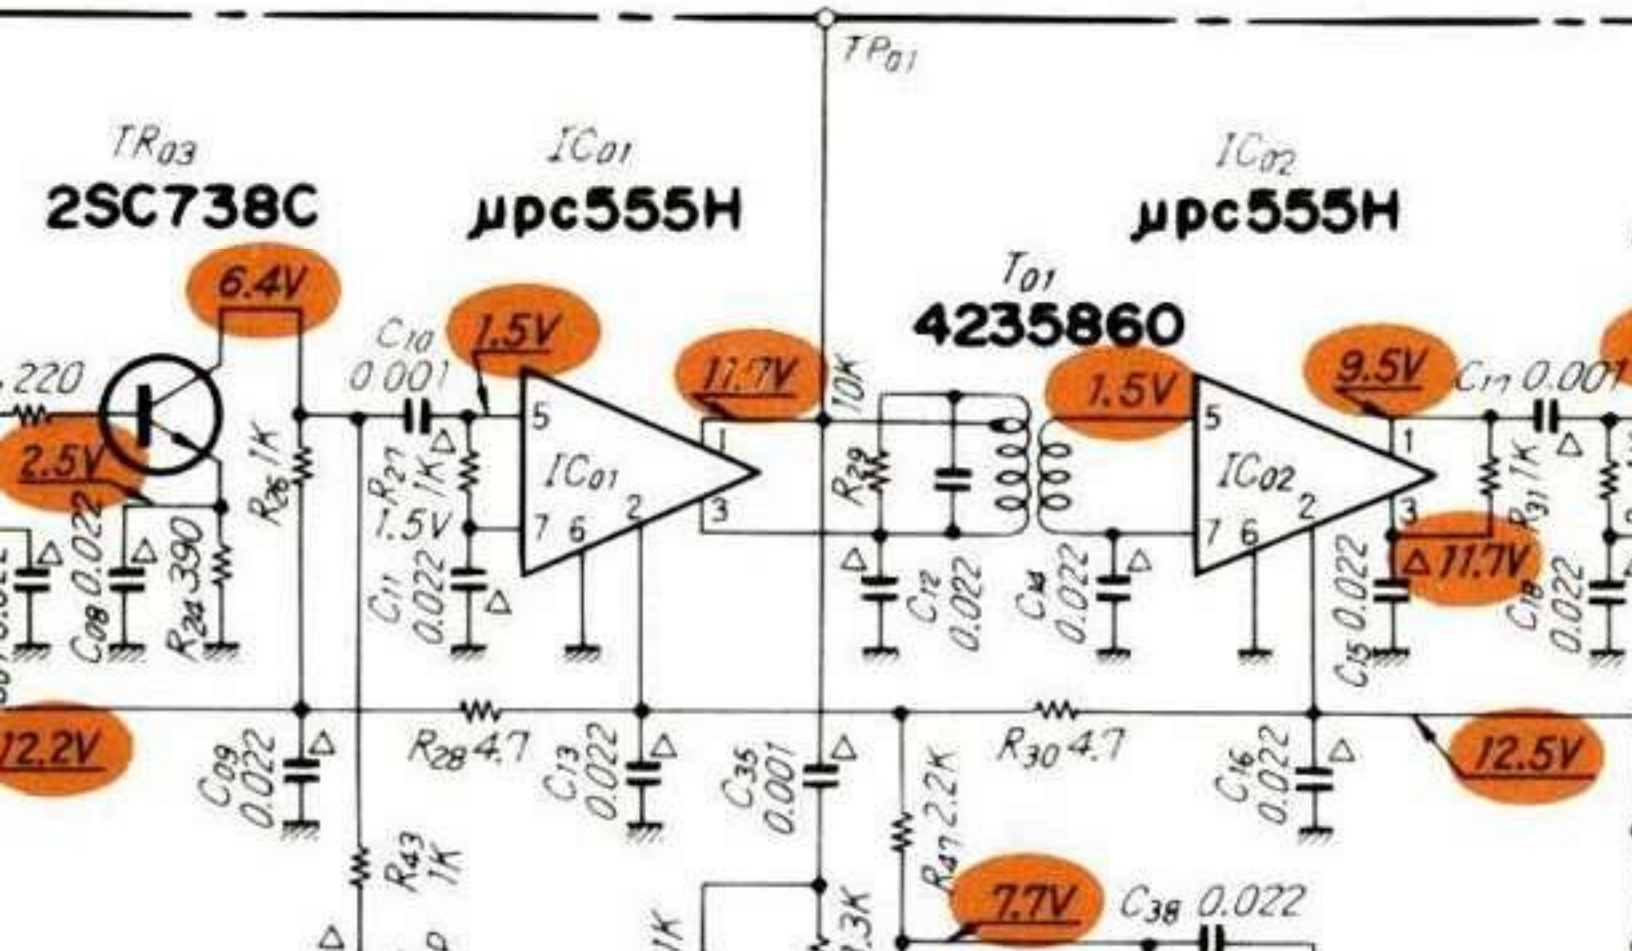 TP01
TR03
2SC738C
IC01
μpc555H
IC02
μpc555H
T01
4235860
6.4V
1.5V
11.7V
1.5V
9.5V
220
C10
0.001
10K
C17 0.001
2.5V
R26 1K
R27
1K
1.5V
5
7
6
2
1
3
IC01
R29
5
7
6
2
1
3
IC02
R31 1K
11.7V
C08 0.022
R24 390
C11
0.022
C12
0.022
C14
0.022
C15 0.022
C18
0.022
12.2V
C09
0.022
R28 4.7
C13
0.022
C35
0.001
R30 4.7
C16
0.022
12.5V
R43
1K
R47 2.2K
7.7V
C38 0.022
1K
.3K